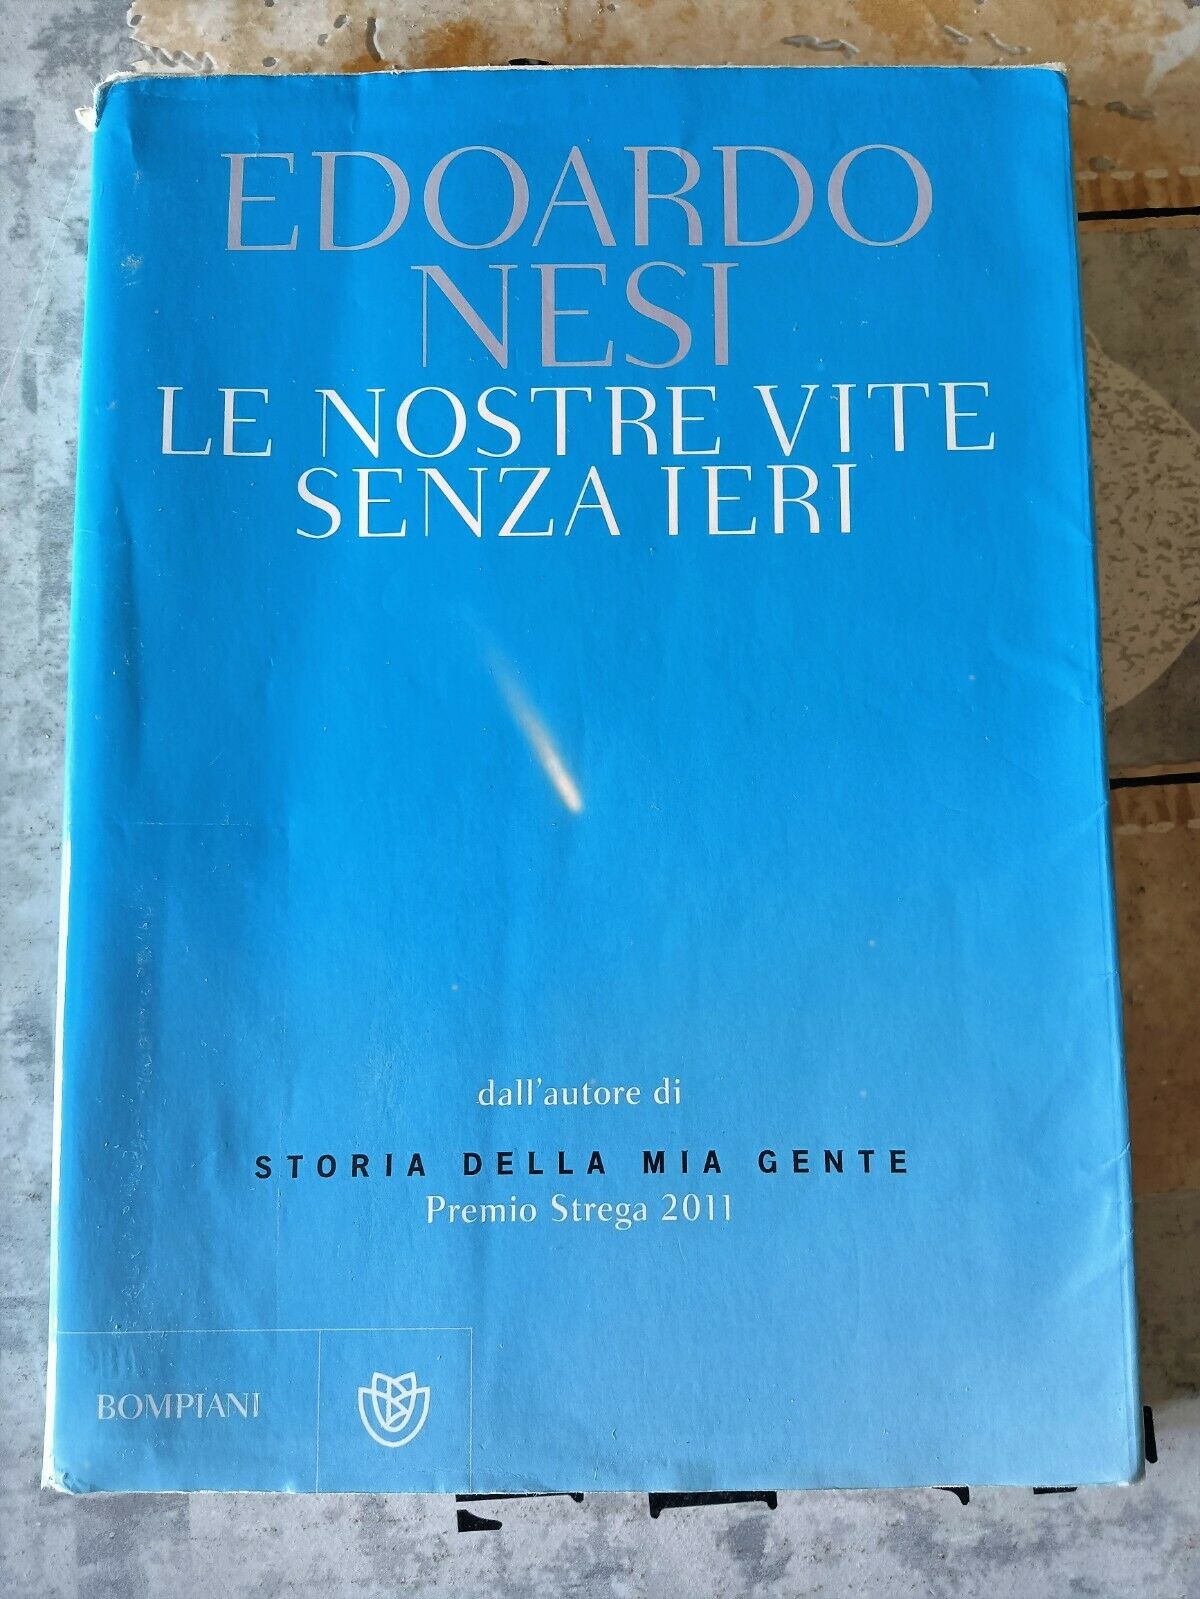 EDOARDO
NESI
LE NOSTRE VITE
SENZA IERI
dall'autore di
STORIA DELLA MIA GENTE
Premio Strega 2011
BOMPIANI